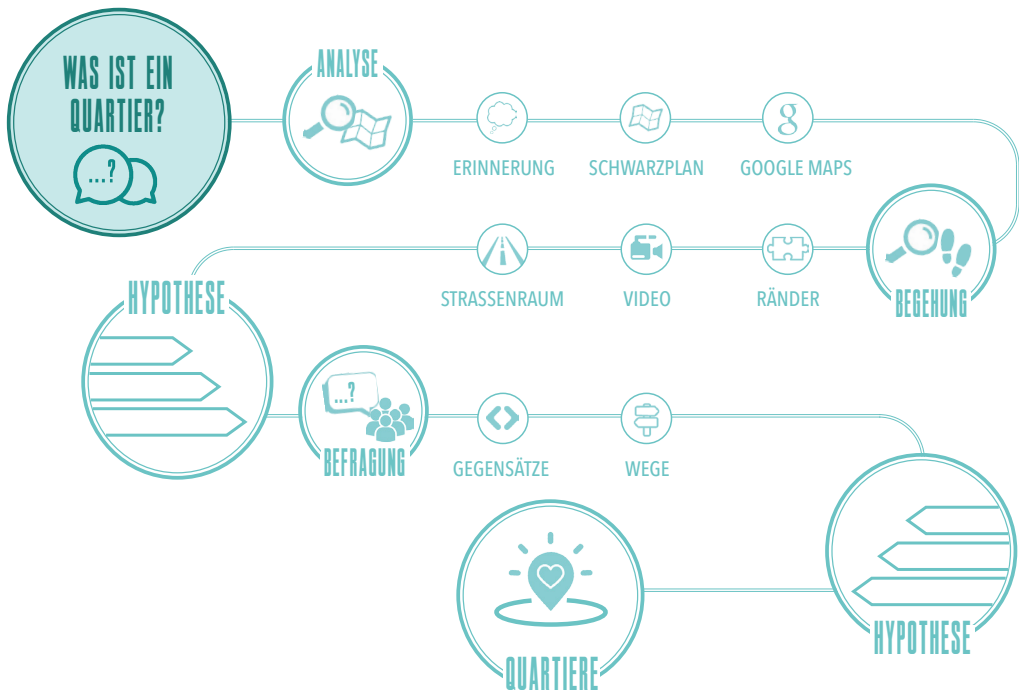 WAS IST EIN
QUARTIER?
...?
ANALYSE
g
ERINNERUNG
SCHWARZPLAN
GOOGLE MAPS
BEGEHUNG
RÄNDER
VIDEO
STRASSENRAUM
HYPOTHESE
...?
BEFRAGUNG
GEGENSÄTZE
WEGE
HYPOTHESE
QUARTIERE